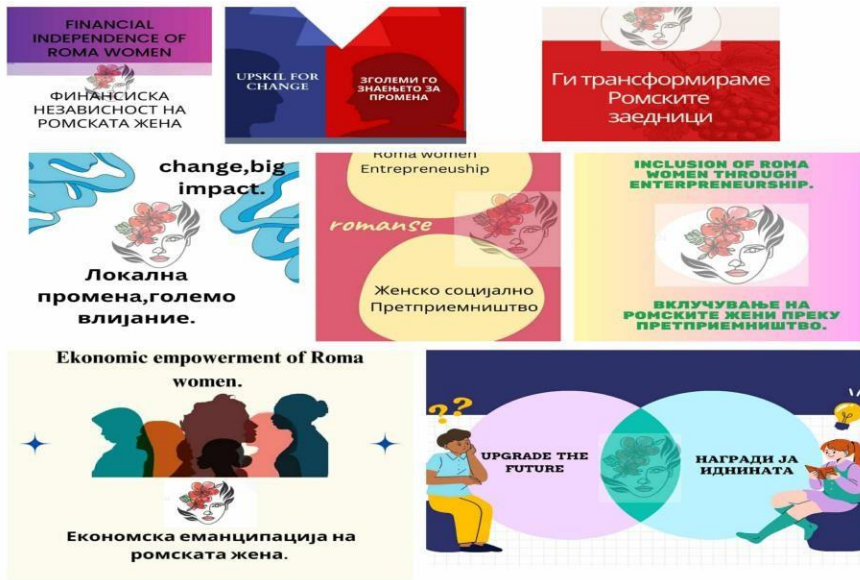 FINANCIAL
INDEPENDENCE OF
ROMA WOMEN
ФИНАНСИСКА
НЕЗАВИСНОСТ НА
РОМСКАТА ЖЕНА
UPSKIL FOR
CHANGE
ЗГОЛЕМИ ГО
ЗНАЕЊЕТО ЗА
ПРОМЕНА
Ги трансформираме
Ромските
заедници
change,big
impact.
Локална
промена,големо
влијание.
Roma women
Entrepreneuship
romanse
Женско социјално
Претприемништво
INCLUSION OF ROMA
WOMEN THROUGH
ENTERPRENEURSHIP.
ВКЛУЧУВАЊЕ НА
РОМСКИТЕ ЖЕНИ ПРЕКУ
ПРЕТПРИЕМНИШТВО.
Ekonomic empowerment of Roma
women.
Економска еманципација на
ромската жена.
??
UPGRADE THE
FUTURE
НАГРАДИ ЈА
ИДНИНАТА